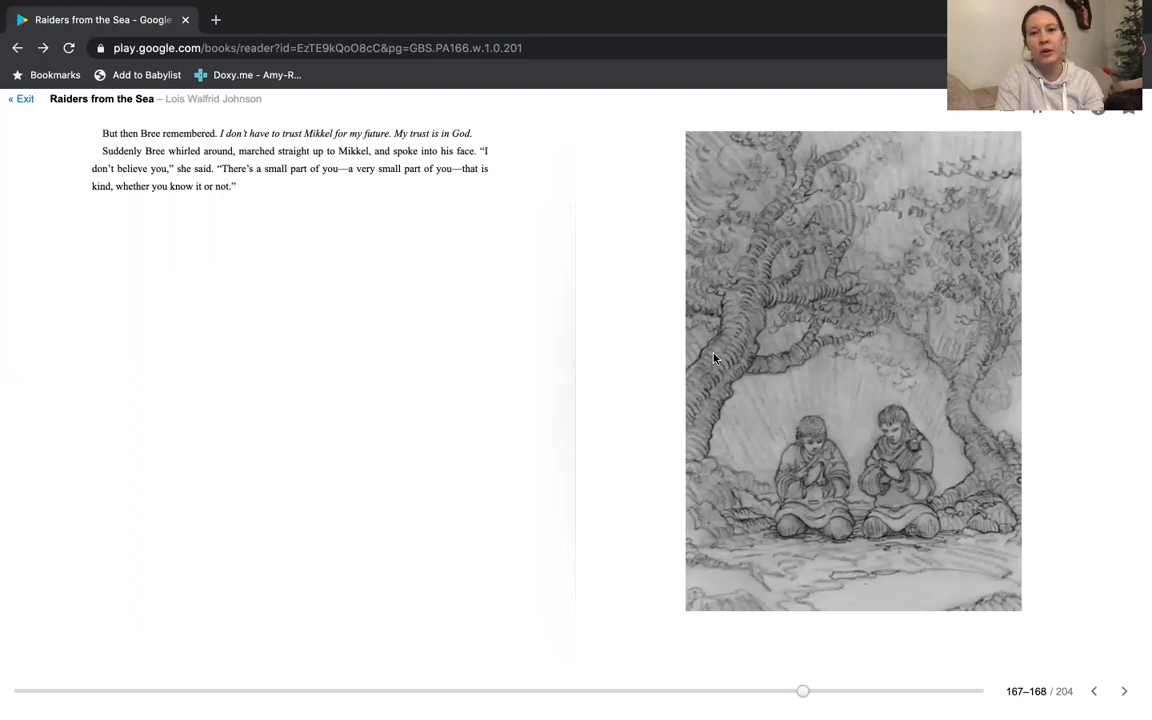 Raiders from the Sea - Google
play.google.com/books/reader?id=EzTE9kQoO8cC&pg=GBS.PA166.w.1.0.201
Bookmarks Add to Babylist Doxy.me - Amy-R...
« Exit Raiders from the Sea – Lois Walfrid Johnson
But then Bree remembered. I don’t have to trust Mikkel for my future. My trust is in God.
Suddenly Bree whirled around, marched straight up to Mikkel, and spoke into his face. “I
don’t believe you,” she said. “There’s a small part of you—a very small part of you—that is
kind, whether you know it or not.”
167–168 / 204